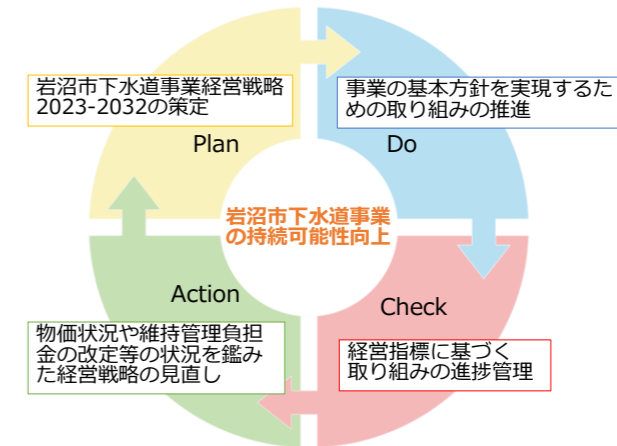 岩沼市下水道事業経営戦略
2023-2032の策定
Plan
事業の基本方針を実現するた
めの取り組みの推進
Do
岩沼市下水道事業
の持続可能性向上
Action
物価状況や維持管理負担
金の改定等の状況を鑑み
た経営戦略の見直し
Check
経営指標に基づく
取り組みの進捗管理